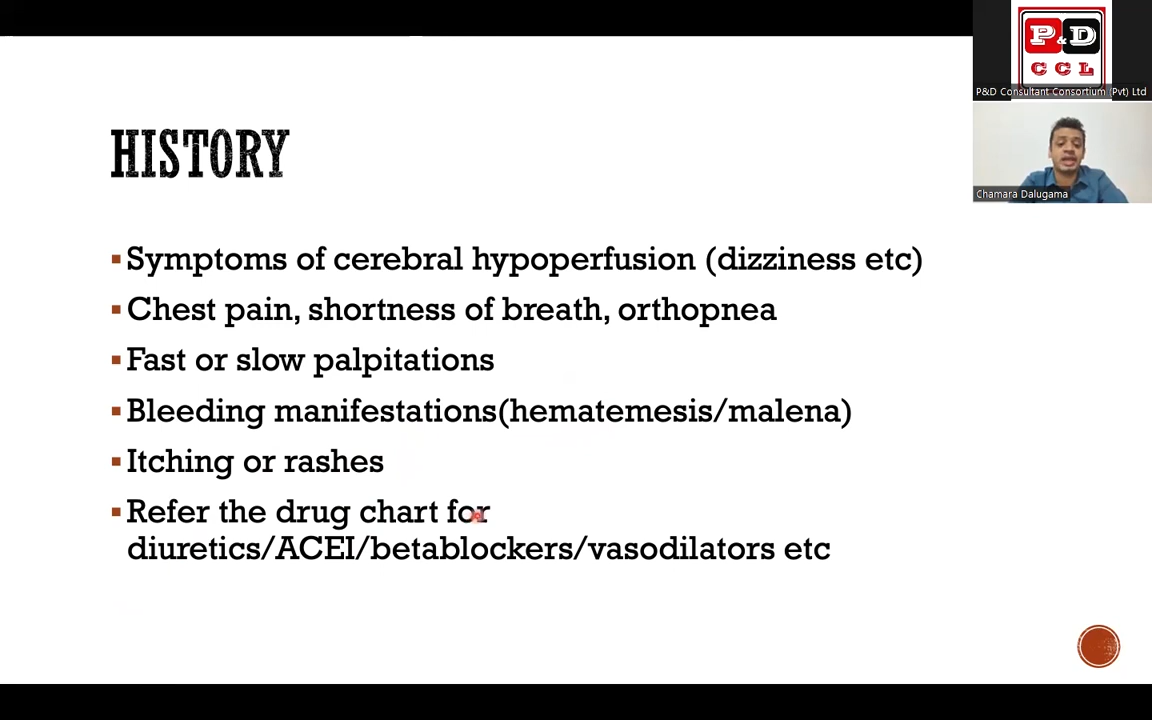 P&D
CCL
P&D Consultant Consortium (Pvt) Ltd
Chamara Dalugama
HISTORY
▪Symptoms of cerebral hypoperfusion (dizziness etc)
▪Chest pain, shortness of breath, orthopnea
▪Fast or slow palpitations
▪Bleeding manifestations(hematemesis/malena)
▪Itching or rashes
▪Refer the drug chart for
diuretics/ACEI/betablockers/vasodilators etc